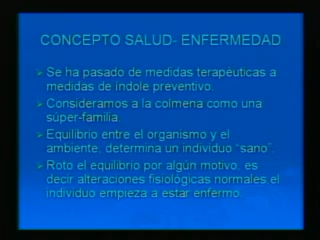 CONCEPTO SALUD- ENFERMEDAD
➢ Se ha pasado de medidas terapèuticas a
medidas de índole preventivo.
➢ Consideramos a la colmena como una
súper-familia.
➢ Equilibrio entre el organismo y el
ambiente, determina un individuo "sano".
➢ Roto el equilibrio por algún motivo, es
decir alteraciones fisiológicas normales,el
individuo empieza a estar enfermo.